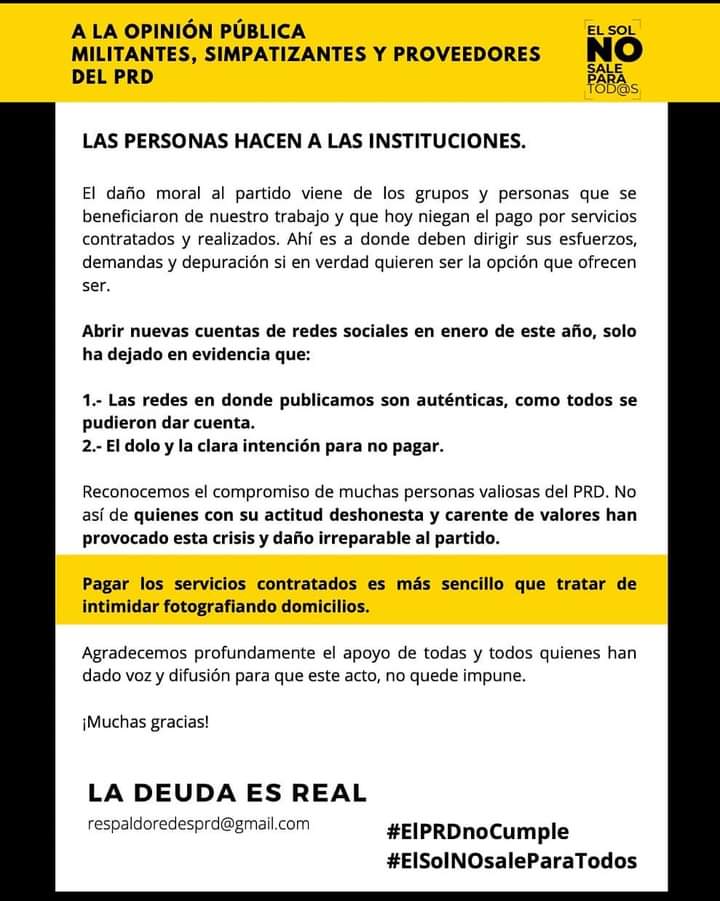 A LA OPINIÓN PÚBLICA
MILITANTES, SIMPATIZANTES Y PROVEEDORES
DEL PRD
EL SOL
NO
SALE
PARA
TOD@S
LAS PERSONAS HACEN A LAS INSTITUCIONES.
El daño moral al partido viene de los grupos y personas que se
beneficiaron de nuestro trabajo y que hoy niegan el pago por servicios
contratados y realizados. Ahí es a donde deben dirigir sus esfuerzos,
demandas y depuración si en verdad quieren ser la opción que ofrecen
ser.
Abrir nuevas cuentas de redes sociales en enero de este año, solo
ha dejado en evidencia que:
1.- Las redes en donde publicamos son auténticas, como todos se
pudieron dar cuenta.
2.- El dolo y la clara intención para no pagar.
Reconocemos el compromiso de muchas personas valiosas del PRD. No
así de quienes con su actitud deshonesta y carente de valores han
provocado esta crisis y daño irreparable al partido.
Pagar los servicios contratados es más sencillo que tratar de
intimidar fotografiando domicilios.
Agradecemos profundamente el apoyo de todas y todos quienes han
dado voz y difusión para que este acto, no quede impune.
¡Muchas gracias!
LA DEUDA ES REAL
respaldoredesprd@gmail.com
#ElPRDnoCumple
#ElSolNOsaleParaTodos